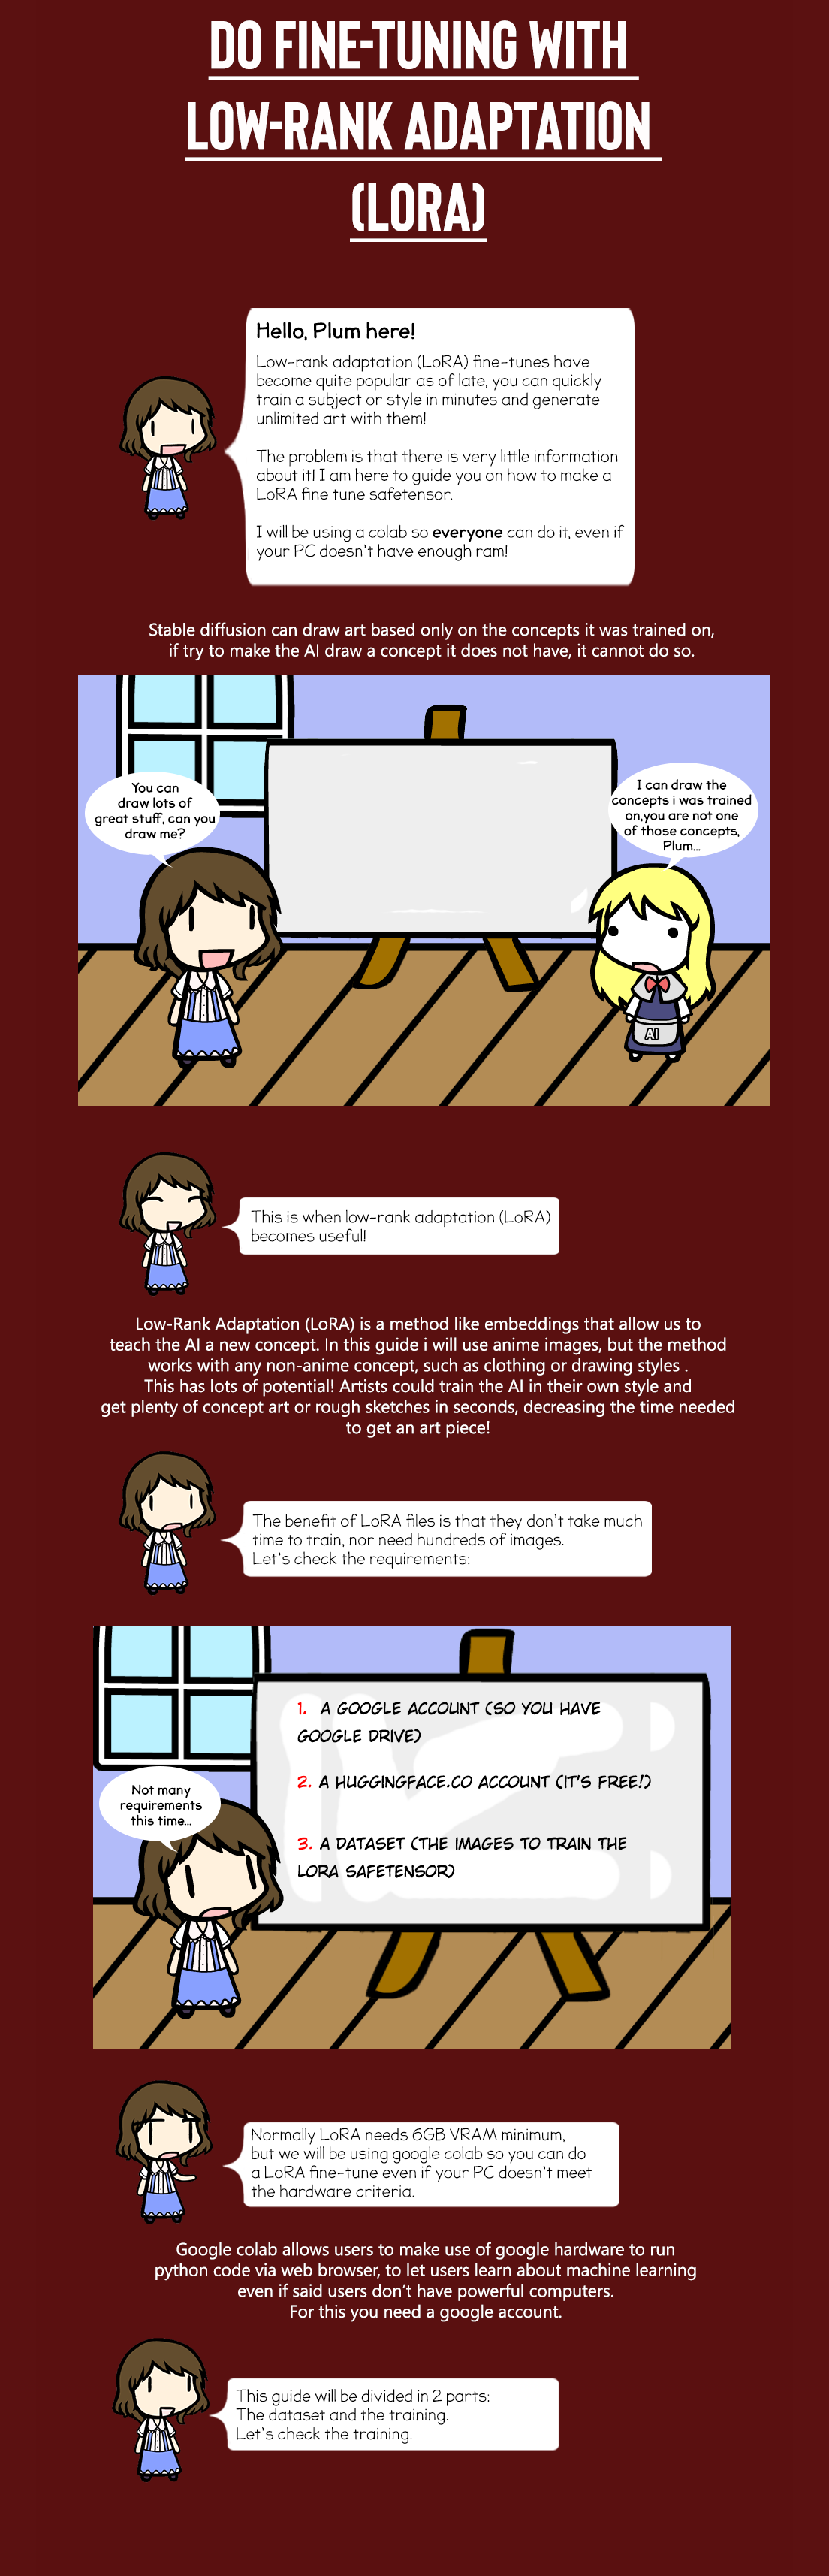 DO FINE-TUNING WITH
LOW-RANK ADAPTATION
(LORA)
Hello, Plum here!
Low-rank adaptation (LoRA) fine-tunes have
become quite popular as of late, you can quickly
train a subject or style in minutes and generate
unlimited art with them!
The problem is that there is very little information
about it! I am here to guide you on how to make a
LoRA fine tune safetensor.
I will be using a colab so everyone can do it, even if
your PC doesn't have enough ram!
Stable diffusion can draw art based only on the concepts it was trained on,
if try to make the AI draw a concept it does not have, it cannot do so.
You can
draw lots of
great stuff, can you
draw me?
I can draw the
concepts i was trained
on,you are not one
of those concepts,
Plum...
AI
This is when low-rank adaptation (LoRA)
becomes useful!
Low-Rank Adaptation (LoRA) is a method like embeddings that allow us to
teach the AI a new concept. In this guide i will use anime images, but the method
works with any non-anime concept, such as clothing or drawing styles .
This has lots of potential! Artists could train the AI in their own style and
get plenty of concept art or rough sketches in seconds, decreasing the time needed
to get an art piece!
The benefit of LoRA files is that they don't take much
time to train, nor need hundreds of images.
Let's check the requirements:
1. A GOOGLE ACCOUNT (SO YOU HAVE
GOOGLE DRIVE)
2. A HUGGINGFACE.CO ACCOUNT (IT'S FREE!)
3. A DATASET (THE IMAGES TO TRAIN THE
LORA SAFETENSOR)
Not many
requirements
this time...
Normally LoRA needs 6GB VRAM minimum,
but we will be using google colab so you can do
a LoRA fine-tune even if your PC doesn't meet
the hardware criteria.
Google colab allows users to make use of google hardware to run
python code via web browser, to let users learn about machine learning
even if said users don't have powerful computers.
For this you need a google account.
This guide will be divided in 2 parts:
The dataset and the training.
Let's check the training.